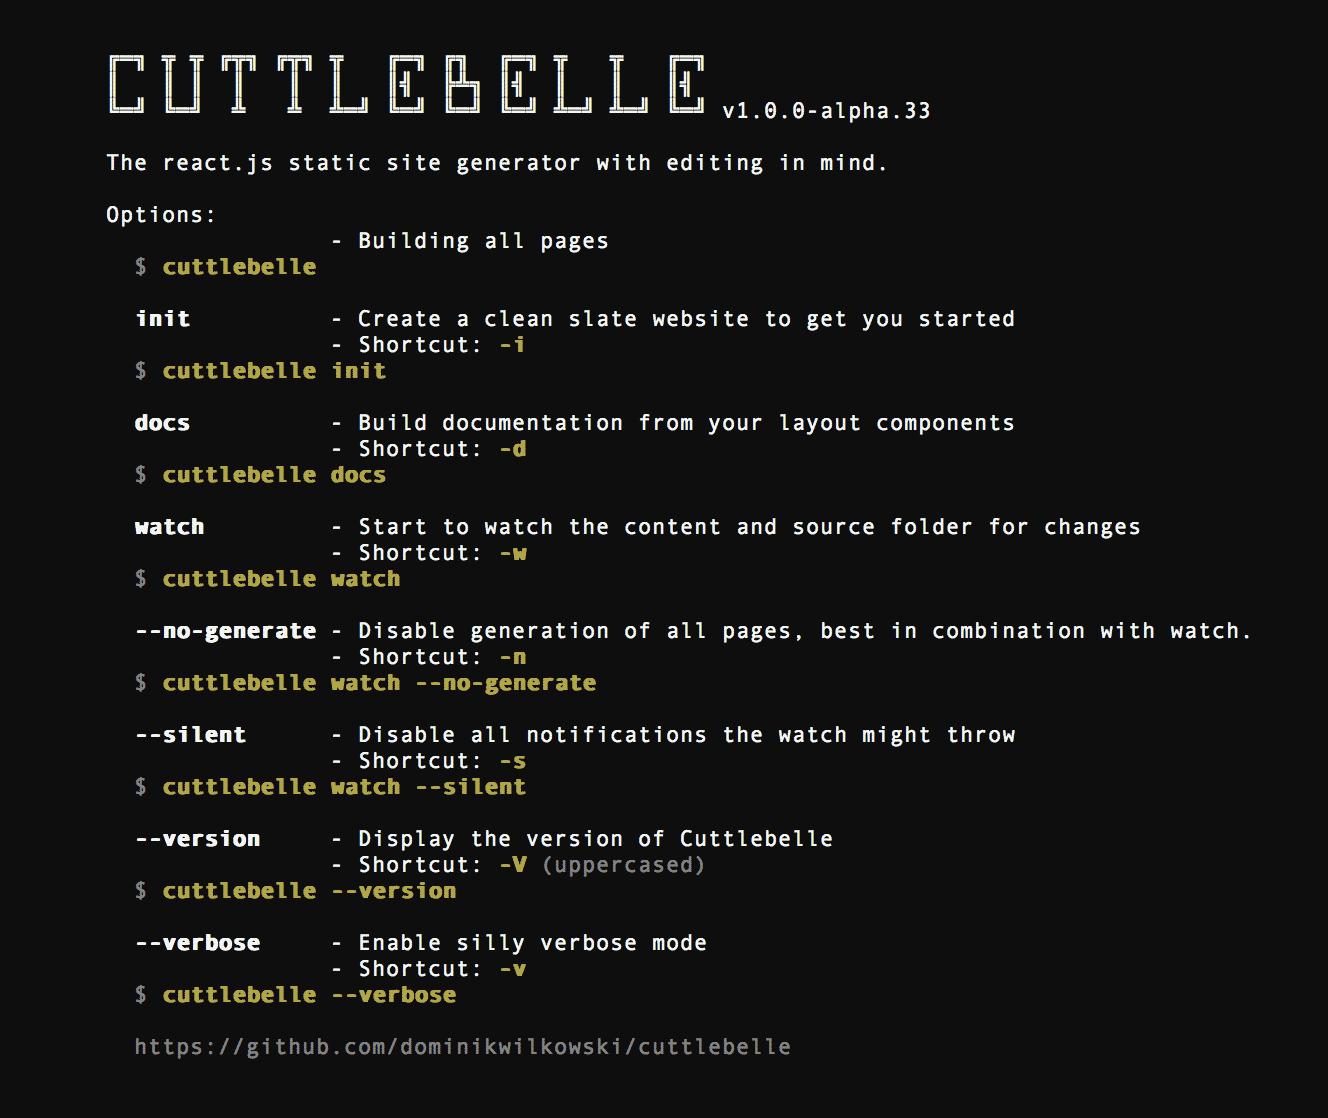 CUTTLEBELLE v1.0.0-alpha.33
The react.js static site generator with editing in mind.
Options:
- Building all pages
$ cuttlebelle
init - Create a clean slate website to get you started
- Shortcut: -i
$ cuttlebelle init
docs - Build documentation from your layout components
- Shortcut: -d
$ cuttlebelle docs
watch - Start to watch the content and source folder for changes
- Shortcut: -w
$ cuttlebelle watch
--no-generate - Disable generation of all pages, best in combination with watch.
- Shortcut: -n
$ cuttlebelle watch --no-generate
--silent - Disable all notifications the watch might throw
- Shortcut: -s
$ cuttlebelle watch --silent
--version - Display the version of Cuttlebelle
- Shortcut: -V (uppercased)
$ cuttlebelle --version
--verbose - Enable silly verbose mode
- Shortcut: -v
$ cuttlebelle --verbose
https://github.com/dominikwilkowski/cuttlebelle